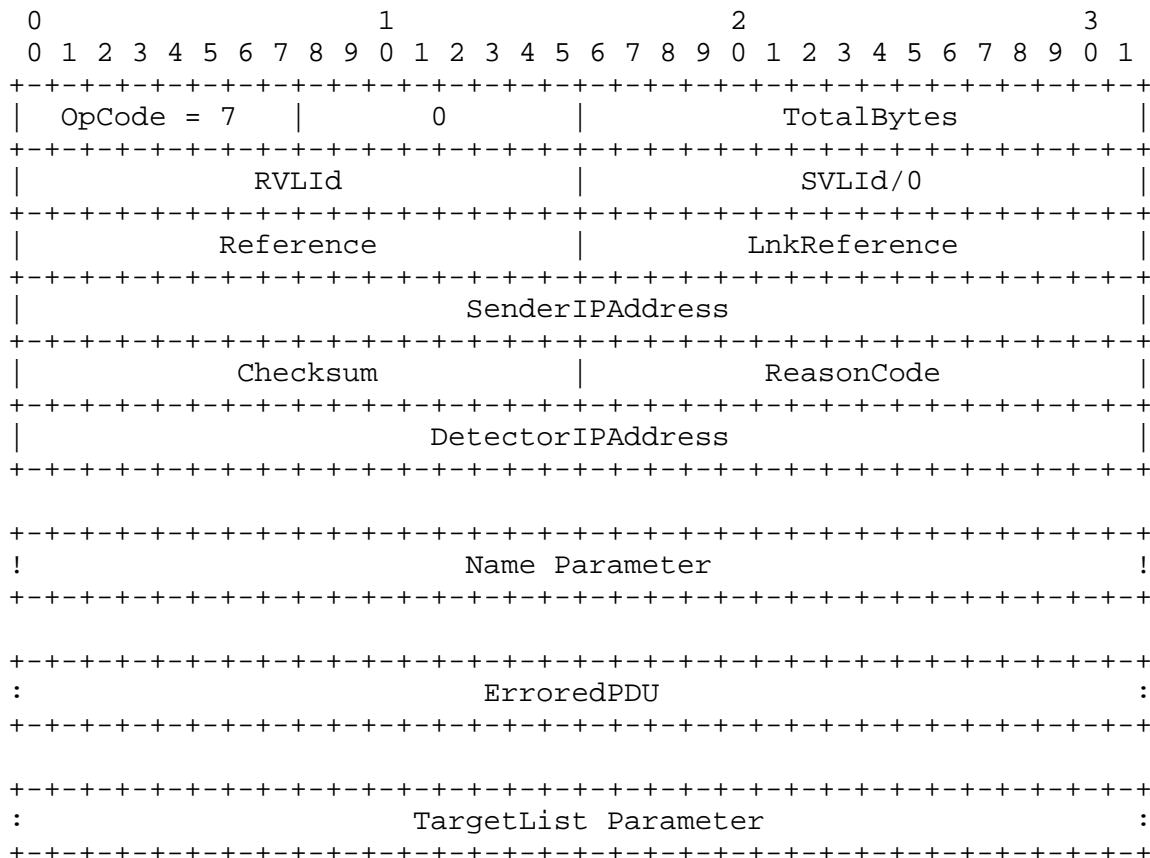 0                   1                   2                   3
 0 1 2 3 4 5 6 7 8 9 0 1 2 3 4 5 6 7 8 9 0 1 2 3 4 5 6 7 8 9 0 1
+-+-+-+-+-+-+-+-+-+-+-+-+-+-+-+-+-+-+-+-+-+-+-+-+-+-+-+-+-+-+-+-+
|  OpCode = 7   |       0       |           TotalBytes          |
+-+-+-+-+-+-+-+-+-+-+-+-+-+-+-+-+-+-+-+-+-+-+-+-+-+-+-+-+-+-+-+-+
|             RVLId             |            SVLId/0            |
+-+-+-+-+-+-+-+-+-+-+-+-+-+-+-+-+-+-+-+-+-+-+-+-+-+-+-+-+-+-+-+-+
|           Reference           |         LnkReference          |
+-+-+-+-+-+-+-+-+-+-+-+-+-+-+-+-+-+-+-+-+-+-+-+-+-+-+-+-+-+-+-+-+
|                         SenderIPAddress                       |
+-+-+-+-+-+-+-+-+-+-+-+-+-+-+-+-+-+-+-+-+-+-+-+-+-+-+-+-+-+-+-+-+
|            Checksum           |          ReasonCode           |
+-+-+-+-+-+-+-+-+-+-+-+-+-+-+-+-+-+-+-+-+-+-+-+-+-+-+-+-+-+-+-+-+
|                       DetectorIPAddress                       |
+-+-+-+-+-+-+-+-+-+-+-+-+-+-+-+-+-+-+-+-+-+-+-+-+-+-+-+-+-+-+-+-+
+-+-+-+-+-+-+-+-+-+-+-+-+-+-+-+-+-+-+-+-+-+-+-+-+-+-+-+-+-+-+-+-+
!                         Name Parameter                        !
+-+-+-+-+-+-+-+-+-+-+-+-+-+-+-+-+-+-+-+-+-+-+-+-+-+-+-+-+-+-+-+-+
+-+-+-+-+-+-+-+-+-+-+-+-+-+-+-+-+-+-+-+-+-+-+-+-+-+-+-+-+-+-+-+-+
:                          ErroredPDU                           :
+-+-+-+-+-+-+-+-+-+-+-+-+-+-+-+-+-+-+-+-+-+-+-+-+-+-+-+-+-+-+-+-+
+-+-+-+-+-+-+-+-+-+-+-+-+-+-+-+-+-+-+-+-+-+-+-+-+-+-+-+-+-+-+-+-+
:                      TargetList Parameter                     :
+-+-+-+-+-+-+-+-+-+-+-+-+-+-+-+-+-+-+-+-+-+-+-+-+-+-+-+-+-+-+-+-+